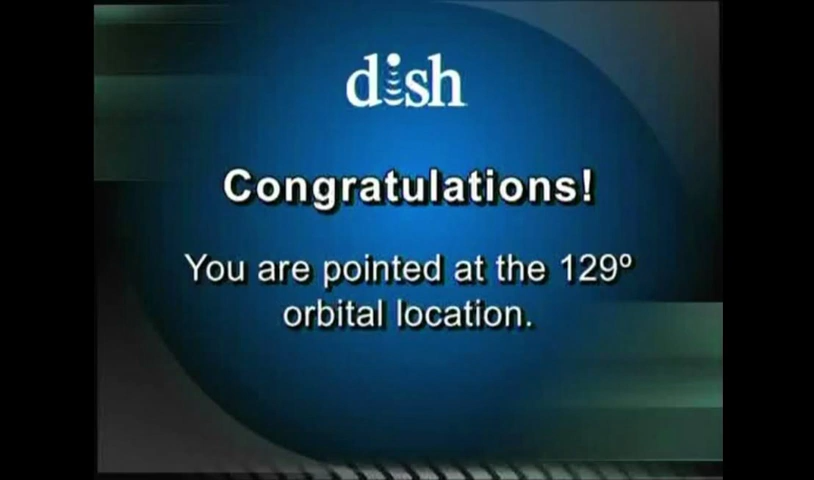 dish
Congratulations!
You are pointed at the 129º
orbital location.